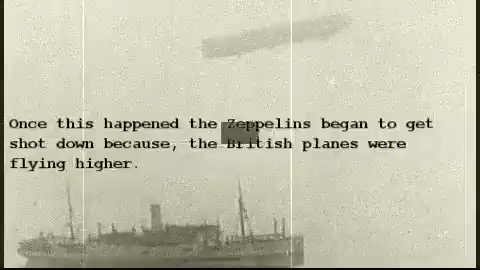 Once this happened the Zeppelins began to get
shot down because, the British planes were
flying higher.